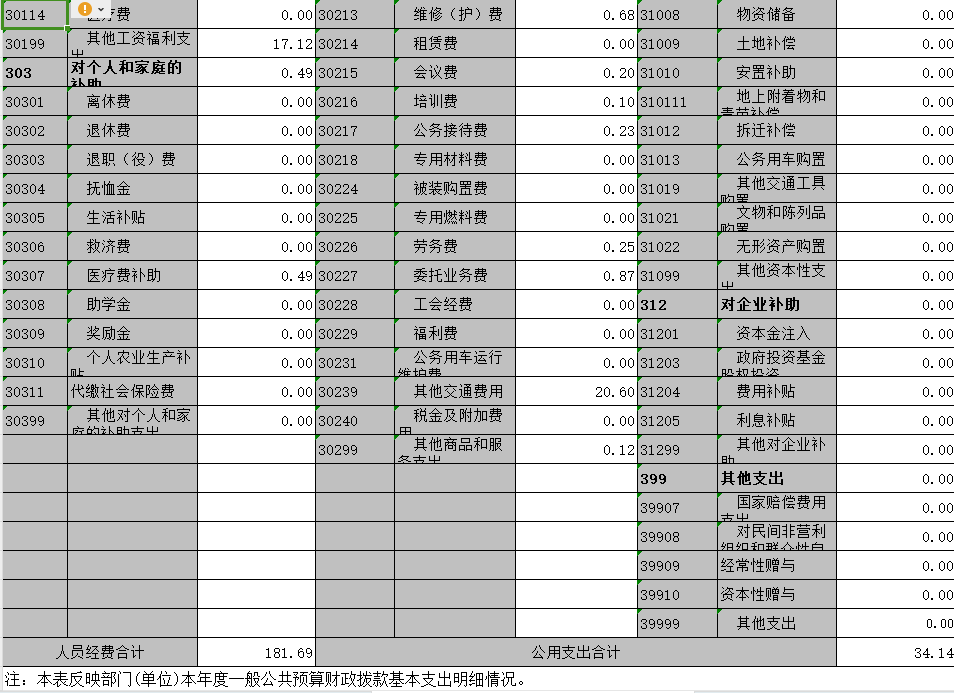 30114 疗费 0.00 30213 维修（护）费 0.68 31008 物资储备 0.00
30199 其他工资福利支出 17.12 30214 租赁费 0.00 31009 土地补偿 0.00
303 对个人和家庭的补助 0.49 30215 会议费 0.20 31010 安置补助 0.00
30301 离休费 0.00 30216 培训费 0.10 310111 地上附着物和青苗补偿 0.00
30302 退休费 0.00 30217 公务接待费 0.23 31012 拆迁补偿 0.00
30303 退职（役）费 0.00 30218 专用材料费 0.00 31013 公务用车购置 0.00
30304 抚恤金 0.00 30224 被装购置费 0.00 31019 其他交通工具购置 0.00
30305 生活补贴 0.00 30225 专用燃料费 0.00 31021 文物和陈列品购置 0.00
30306 救济费 0.00 30226 劳务费 0.25 31022 无形资产购置 0.00
30307 医疗费补助 0.49 30227 委托业务费 0.87 31099 其他资本性支出 0.00
30308 助学金 0.00 30228 工会经费 0.00 312 对企业补助 0.00
30309 奖励金 0.00 30229 福利费 0.00 31201 资本金注入 0.00
30310 个人农业生产补贴 0.00 30231 公务用车运行维护费 0.00 31203 政府投资基金股权投资 0.00
30311 代缴社会保险费 0.00 30239 其他交通费用 20.60 31204 费用补贴 0.00
30399 其他对个人和家庭的补助支出 0.00 30240 税金及附加费用 0.00 31205 利息补贴 0.00
30299 其他商品和服务支出 0.12 31299 其他对企业补助 0.00
399 其他支出 0.00
39907 国家赔偿费用支出 0.00
39908 对民间非营利组织和群众性自 0.00
39909 经常性赠与 0.00
39910 资本性赠与 0.00
39999 其他支出 0.00
人员经费合计 181.69 公用支出合计 34.14
注：本表反映部门(单位)本年度一般公共预算财政拨款基本支出明细情况。